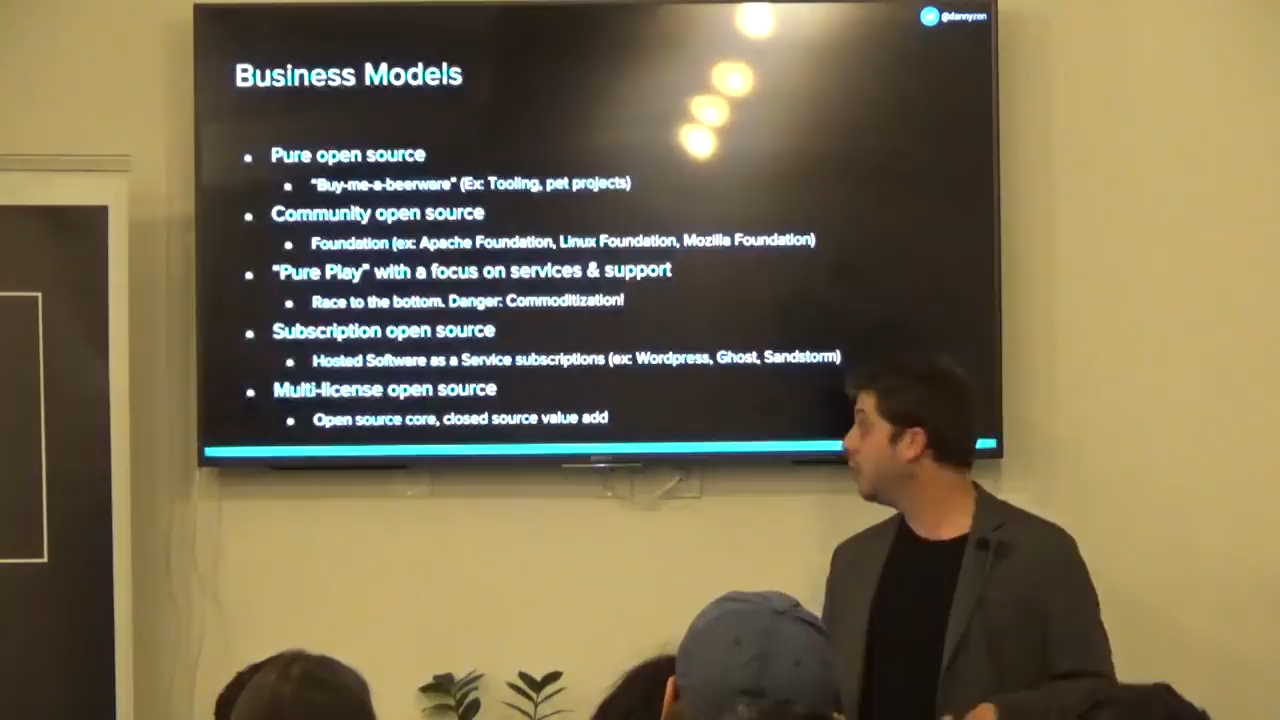 @dannyzen
Business Models
Pure open source
"Buy-me-a-beerware" (Ex: Tooling, pet projects)
Community open source
Foundation (ex: Apache Foundation, Linux Foundation, Mozilla Foundation)
"Pure Play" with a focus on services & support
Race to the bottom. Danger: Commoditization!
Subscription open source
Hosted Software as a Service subscriptions (ex: Wordpress, Ghost, Sandstorm)
Multi-license open source
Open source core, closed source value add